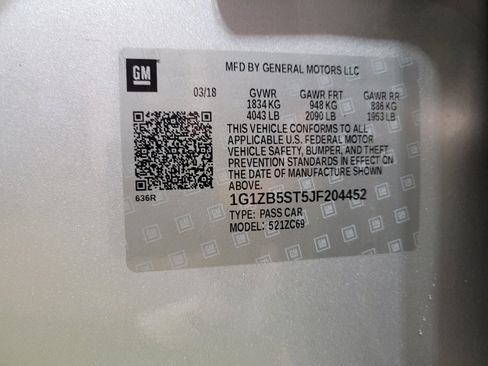 GM
MFD BY GENERAL MOTORS LLC
03/18 GVWR GAWR FRT GAWR RR
1834 KG 948 KG 886 KG
4043 LB 2090 LB 1953 LB
THIS VEHICLE CONFORMS TO ALL
APPLICABLE U.S. FEDERAL MOTOR
VEHICLE SAFETY, BUMPER, AND THEFT
PREVENTION STANDARDS IN EFFECT ON
THE DATE OF MANUFACTURE SHOWN
ABOVE.
636R
1G1ZB5ST5JF204452
TYPE: PASS CAR
MODEL: 521ZC69